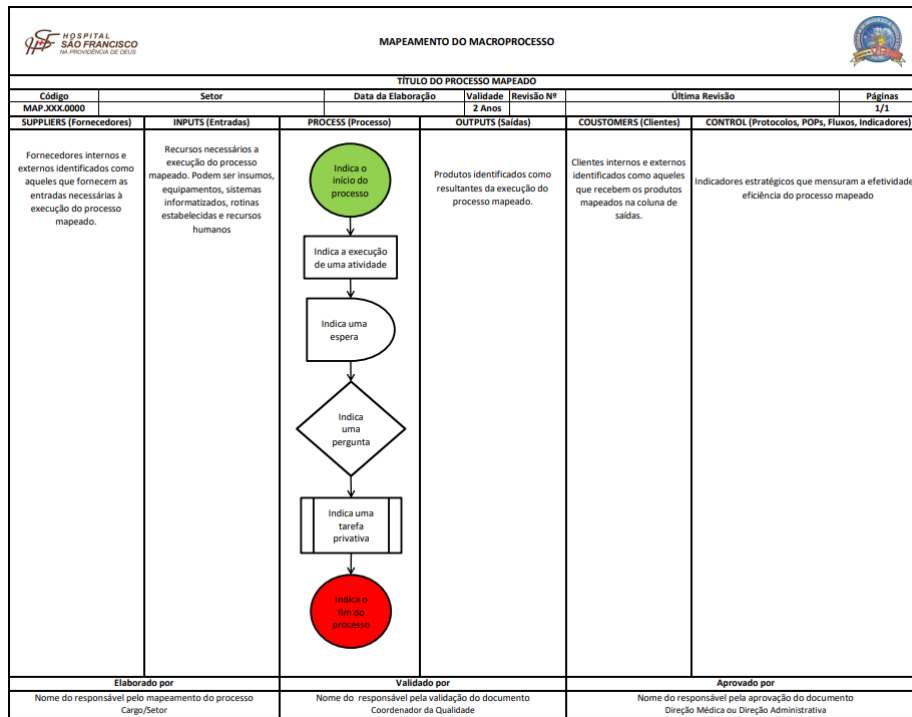 HOSPITAL
SÃO FRANCISCO
NA PROVIDÊNCIA DE DEUS
MAPEAMENTO DO MACROPROCESSO
TÍTULO DO PROCESSO MAPEADO
Código Setor Data da Elaboração Validade Revisão Nº Última Revisão Páginas
MAP.XXX.0000 2 Anos 1/1
SUPPLIERS (Fornecedores) INPUTS (Entradas) PROCESS (Processo) OUTPUTS (Saídas) COUSTOMERS (Clientes) CONTROL (Protocolos, POPs, Fluxos, Indicadores)
Fornecedores internos e
externos identificados como
aqueles que fornecem as
entradas necessárias à
execução do processo
mapeado.
Recursos necessários a
execução do processo
mapeado. Podem ser insumos,
equipamentos, sistemas
informatizados, rotinas
estabelecidas e recursos
humanos
Indica o
início do
processo
Indica a execução
de uma atividade
Indica uma
espera
Indica
uma
pergunta
Indica uma
tarefa
privativa
Indica o
fim do
processo
Produtos identificados como
resultantes da execução do
processo mapeado.
Clientes internos e externos
identificados como aqueles
que recebem os produtos
mapeados na coluna de
saídas.
Indicadores estratégicos que mensuram a efetividade
eficiência do processo mapeado
Elaborado por Validado por Aprovado por
Nome do responsável pelo mapeamento do processo Nome do responsável pela validação do documento Nome do responsável pela aprovação do documento
Cargo/Setor Coordenador da Qualidade Direção Médica ou Direção Administrativa